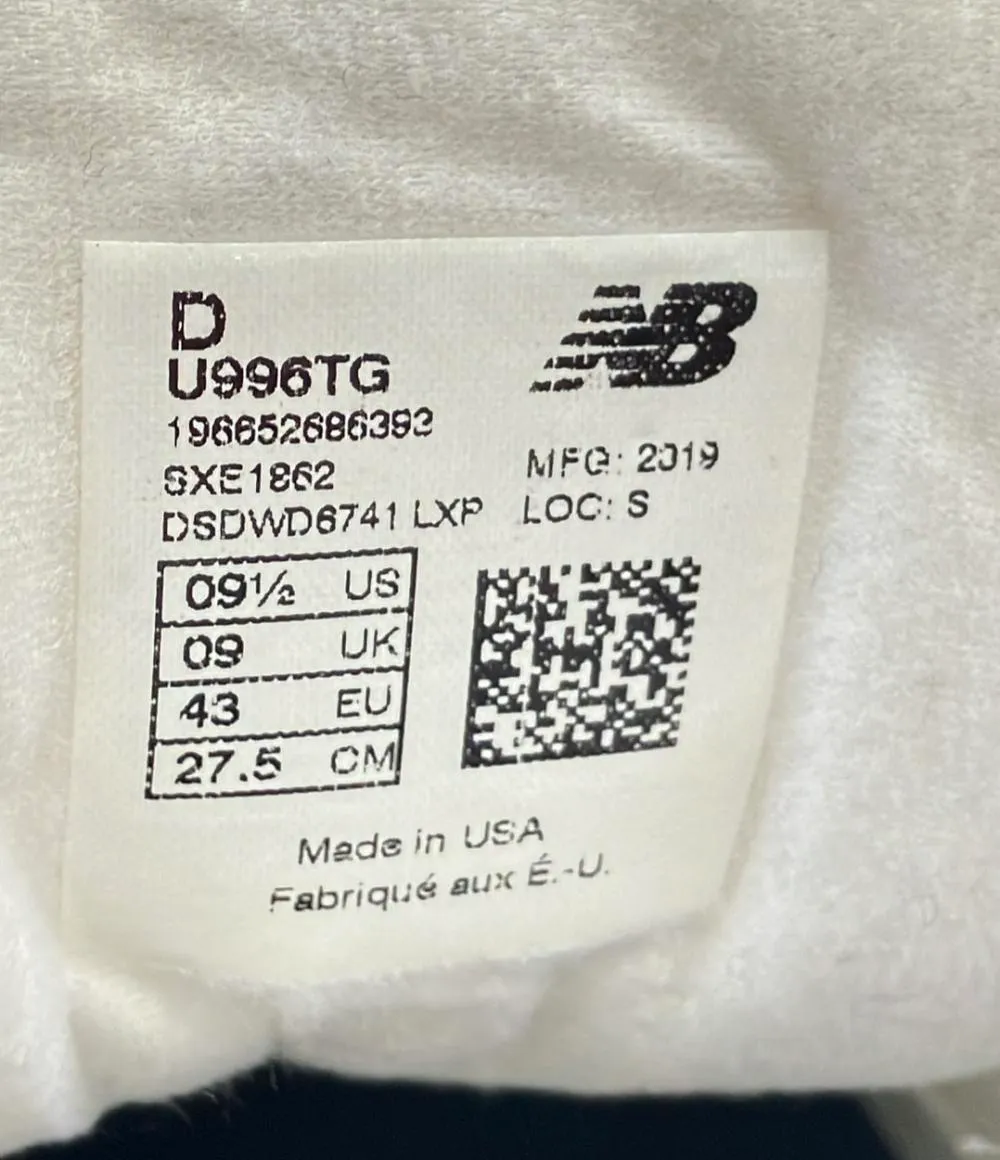 D
U996TG
196652686393
SXE1862
DSDWD6741 LXP
NB
MFG: 2019
LOC: S
09½ US
09 UK
43 EU
27.5 CM
Made in USA
Fabriqué aux É.-U.